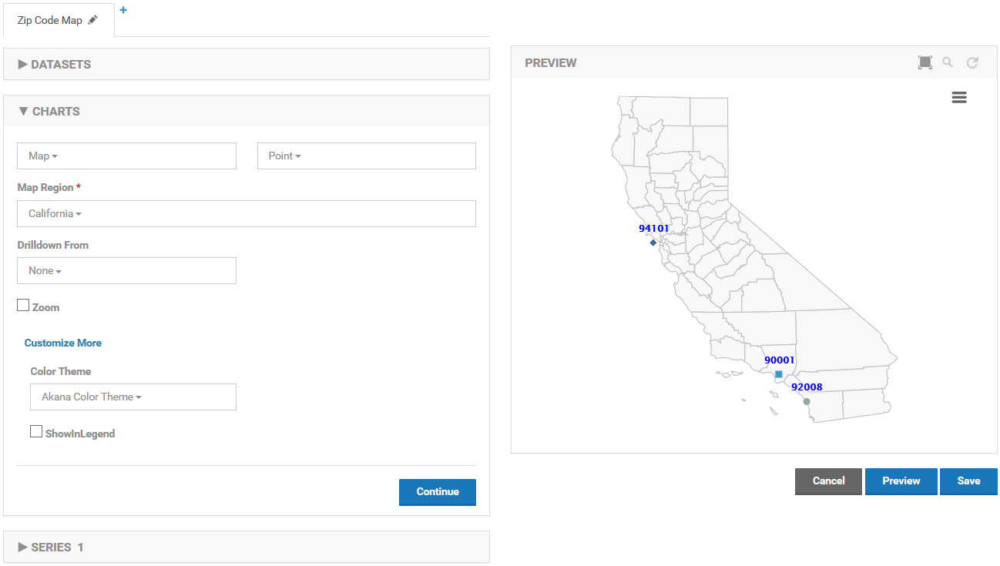 Zip Code Map
+
DATASETS
CHARTS
Map
Point
Map Region *
California
Drilldown From
None
Zoom
Customize More
Color Theme
Akana Color Theme
ShowInLegend
Continue
SERIES 1
PREVIEW
94101
90001
92008
Cancel
Preview
Save